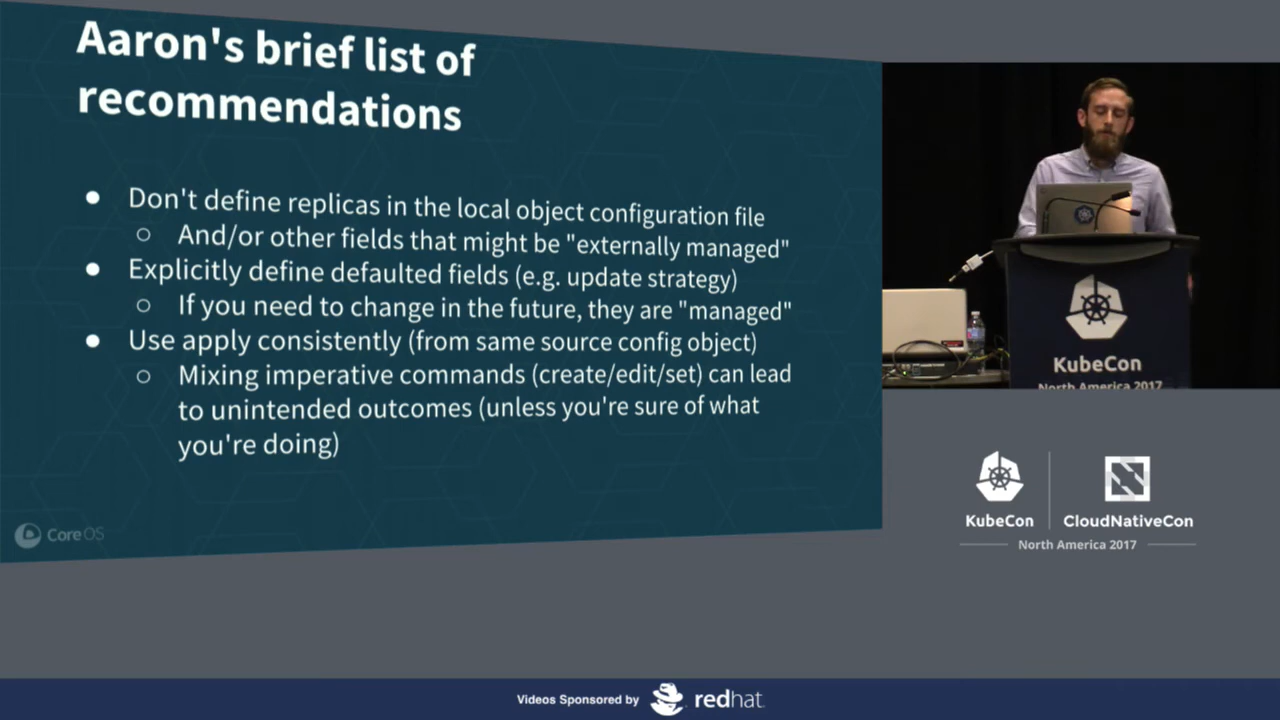 Aaron's brief list of
recommendations
● Don't define replicas in the local object configuration file
○ And/or other fields that might be "externally managed"
● Explicitly define defaulted fields (e.g. update strategy)
○ If you need to change in the future, they are "managed"
● Use apply consistently (from same source config object)
○ Mixing imperative commands (create/edit/set) can lead
to unintended outcomes (unless you're sure of what
you're doing)
CoreOS
KubeCon
North America 2017
KubeCon
CloudNativeCon
North America 2017
Videos Sponsored by
redhat